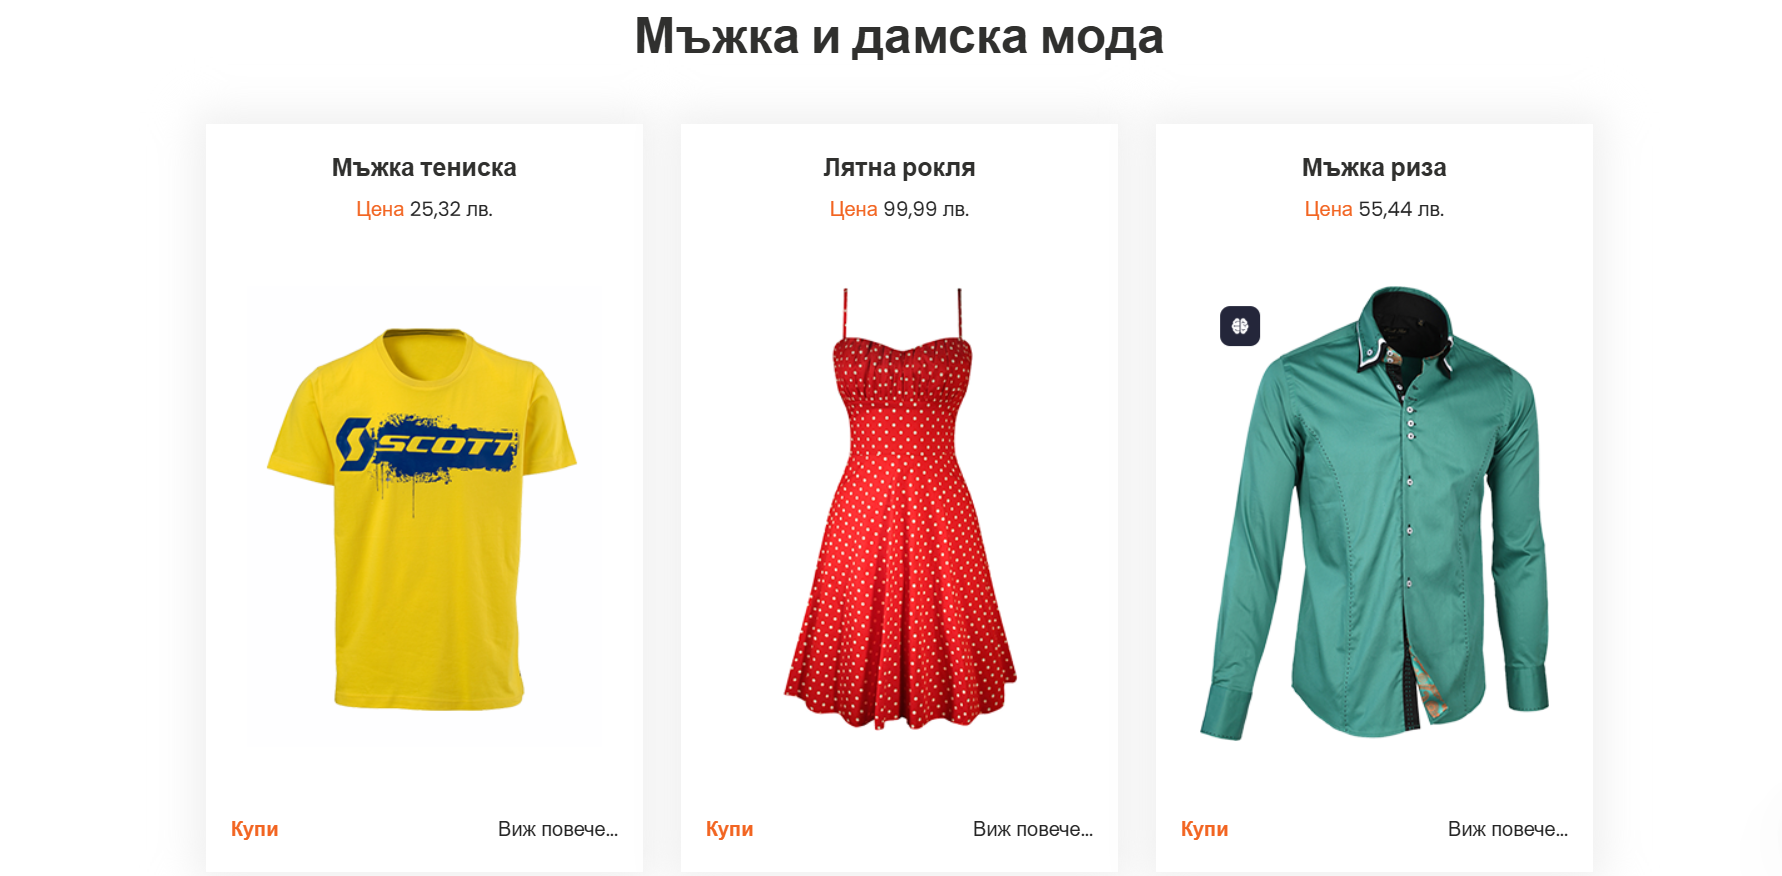 Мъжка и дамска мода
Мъжка тениска
Цена 25,32 лв.
SCOTT
Купи
Виж повече...
Лятна рокля
Цена 99,99 лв.
Купи
Виж повече...
Мъжка риза
Цена 55,44 лв.
Купи
Виж повече...